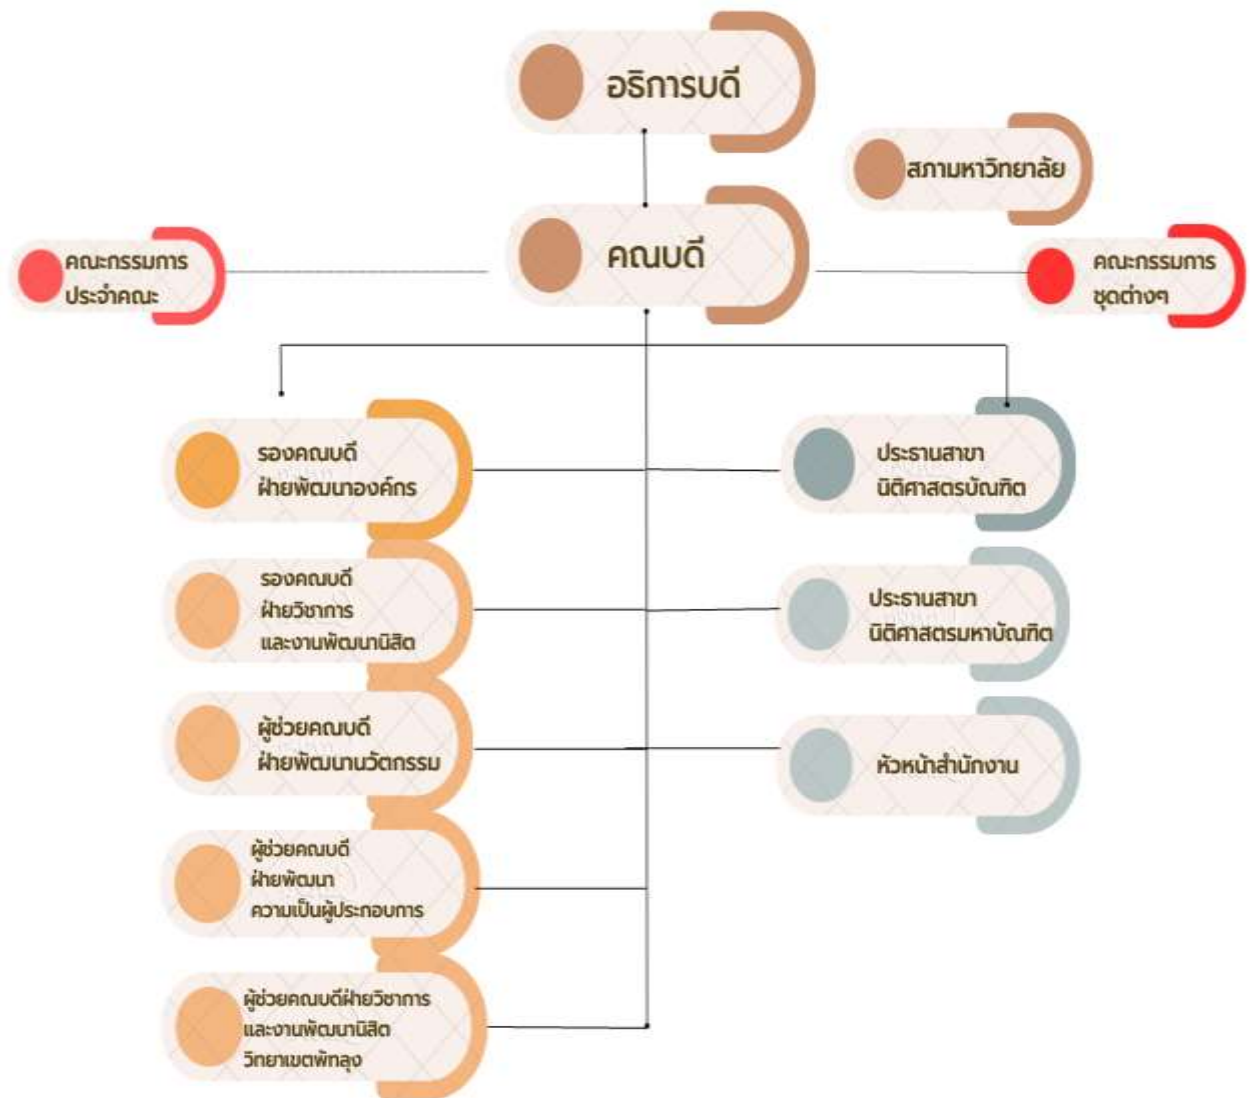 อธิการบดี
สภามหาวิทยาลัย
คณบดี
คณะกรรมการ
ประจำคณะ
คณะกรรมการ
ชุดต่างๆ
รองคณบดี
ฝ่ายพัฒนาองค์กร
ประธานสาขา
นิติศาสตรบัณฑิต
รองคณบดี
ฝ่ายวิชาการ
และงานพัฒนานิสิต
ประธานสาขา
นิติศาสตรมหาบัณฑิต
ผู้ช่วยคณบดี
ฝ่ายพัฒนานวัตกรรม
หัวหน้าสำนักงาน
ผู้ช่วยคณบดี
ฝ่ายพัฒนา
ความเป็นผู้ประกอบการ
ผู้ช่วยคณบดีฝ่ายวิชาการ
และงานพัฒนานิสิต
วิทยาเขตพัทลุง